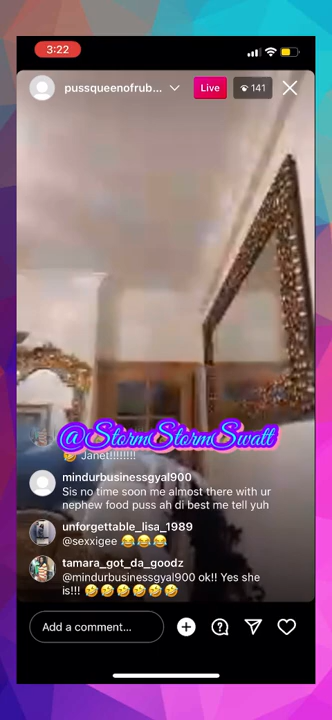 3:22
pussqueenofrub...
Live
141
@StormStormSwatt
🤣 Janet!!!!!!!!
mindurbusinessgyal900
Sis no time soon me almost there with ur
nephew food puss ah di best me tell yuh
unforgettable_lisa_1989
@sexxigee 😂😂😂
tamara_got_da_goodz
@mindurbusinessgyal900 ok!! Yes she
is!!! 🤣🤣🤣🤣🤣🤣
Add a comment...